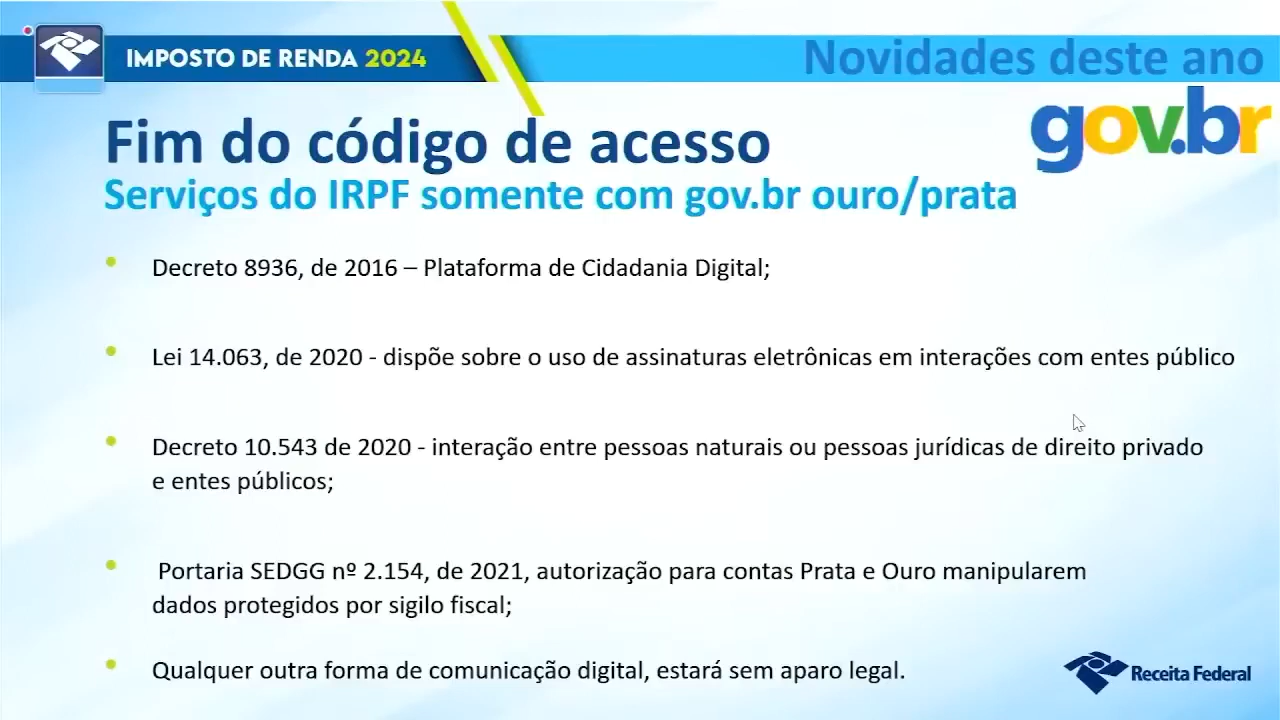 IMPOSTO DE RENDA 2024
Novidades deste ano
gov.br
Fim do código de acesso
Serviços do IRPF somente com gov.br ouro/prata
• Decreto 8936, de 2016 – Plataforma de Cidadania Digital;
• Lei 14.063, de 2020 - dispõe sobre o uso de assinaturas eletrônicas em interações com entes público
• Decreto 10.543 de 2020 - interação entre pessoas naturais ou pessoas jurídicas de direito privado
e entes públicos;
• Portaria SEDGG nº 2.154, de 2021, autorização para contas Prata e Ouro manipularem
dados protegidos por sigilo fiscal;
• Qualquer outra forma de comunicação digital, estará sem aparo legal.
Receita Federal